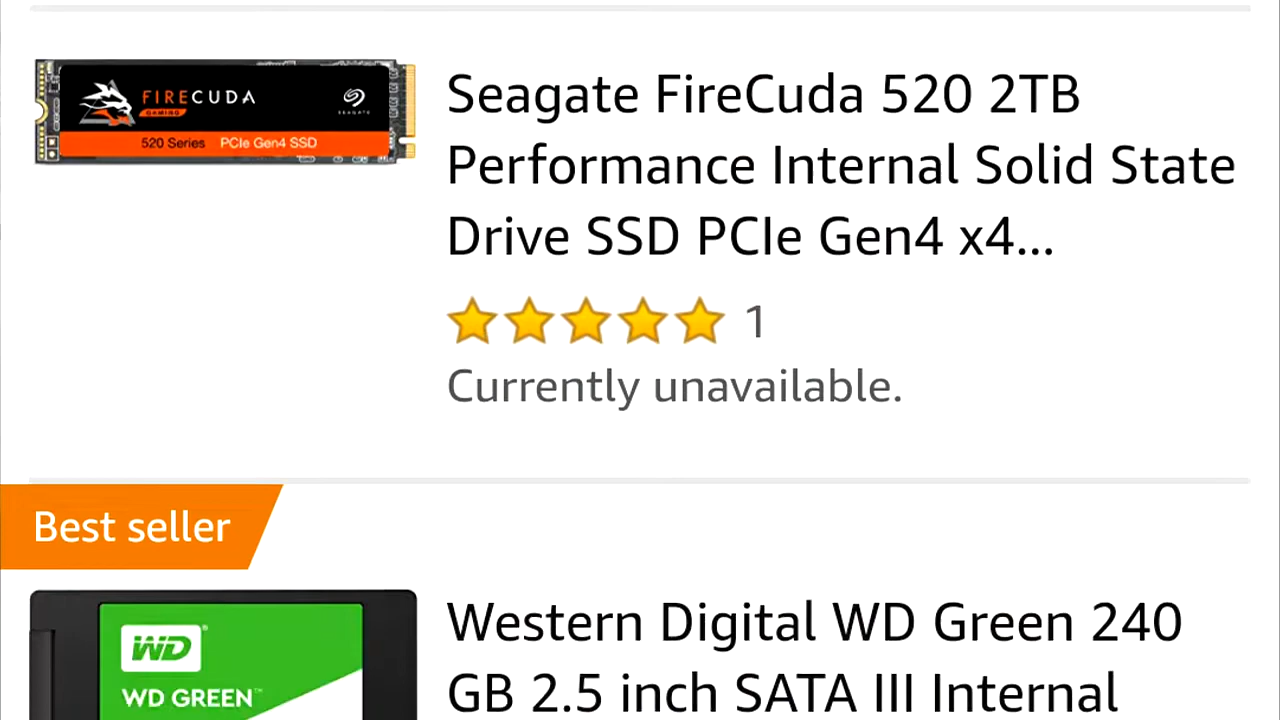 FIRECUDA
GAMING
SEAGATE
520 Series PCIe Gen4 SSD
Seagate FireCuda 520 2TB
Performance Internal Solid State
Drive SSD PCIe Gen4 x4...
1
Currently unavailable.
Best seller
WD®
WD GREEN™
Western Digital WD Green 240
GB 2.5 inch SATA III Internal